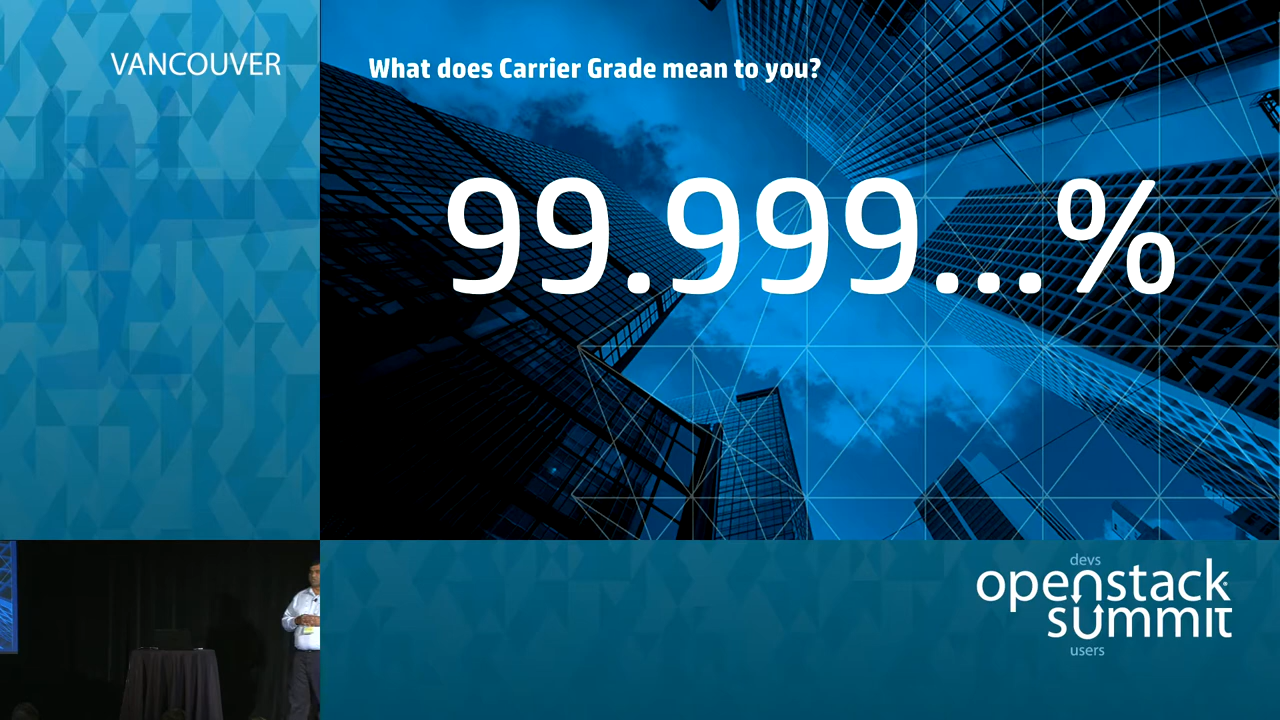 VANCOUVER
What does Carrier Grade mean to you?
99.999...%
devs
openstack
summit
users